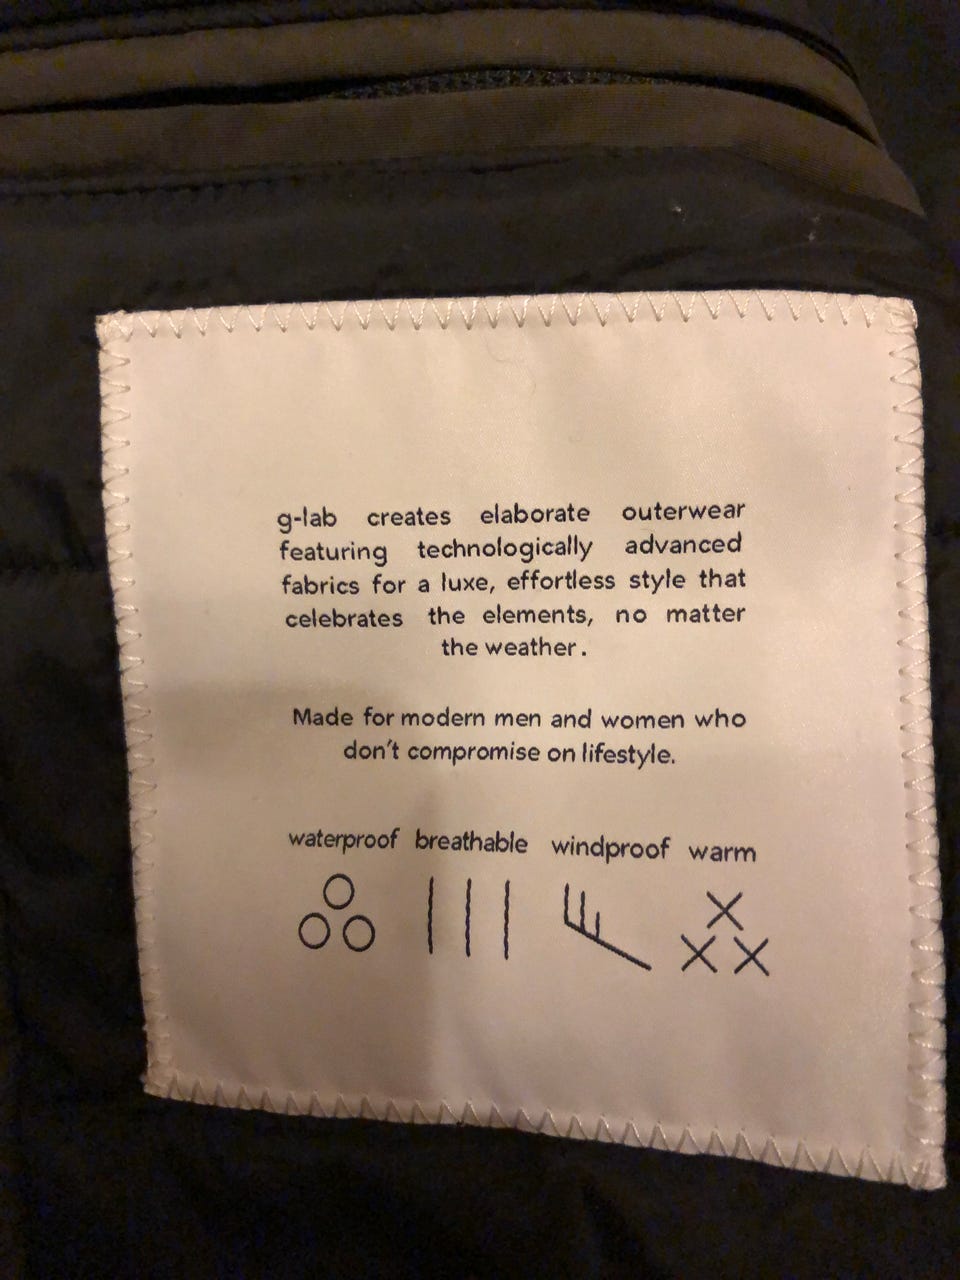 g-lab creates elaborate outerwear
featuring technologically advanced
fabrics for a luxe, effortless style that
celebrates the elements, no matter
the weather.
Made for modern men and women who
don't compromise on lifestyle.
waterproof breathable windproof warm